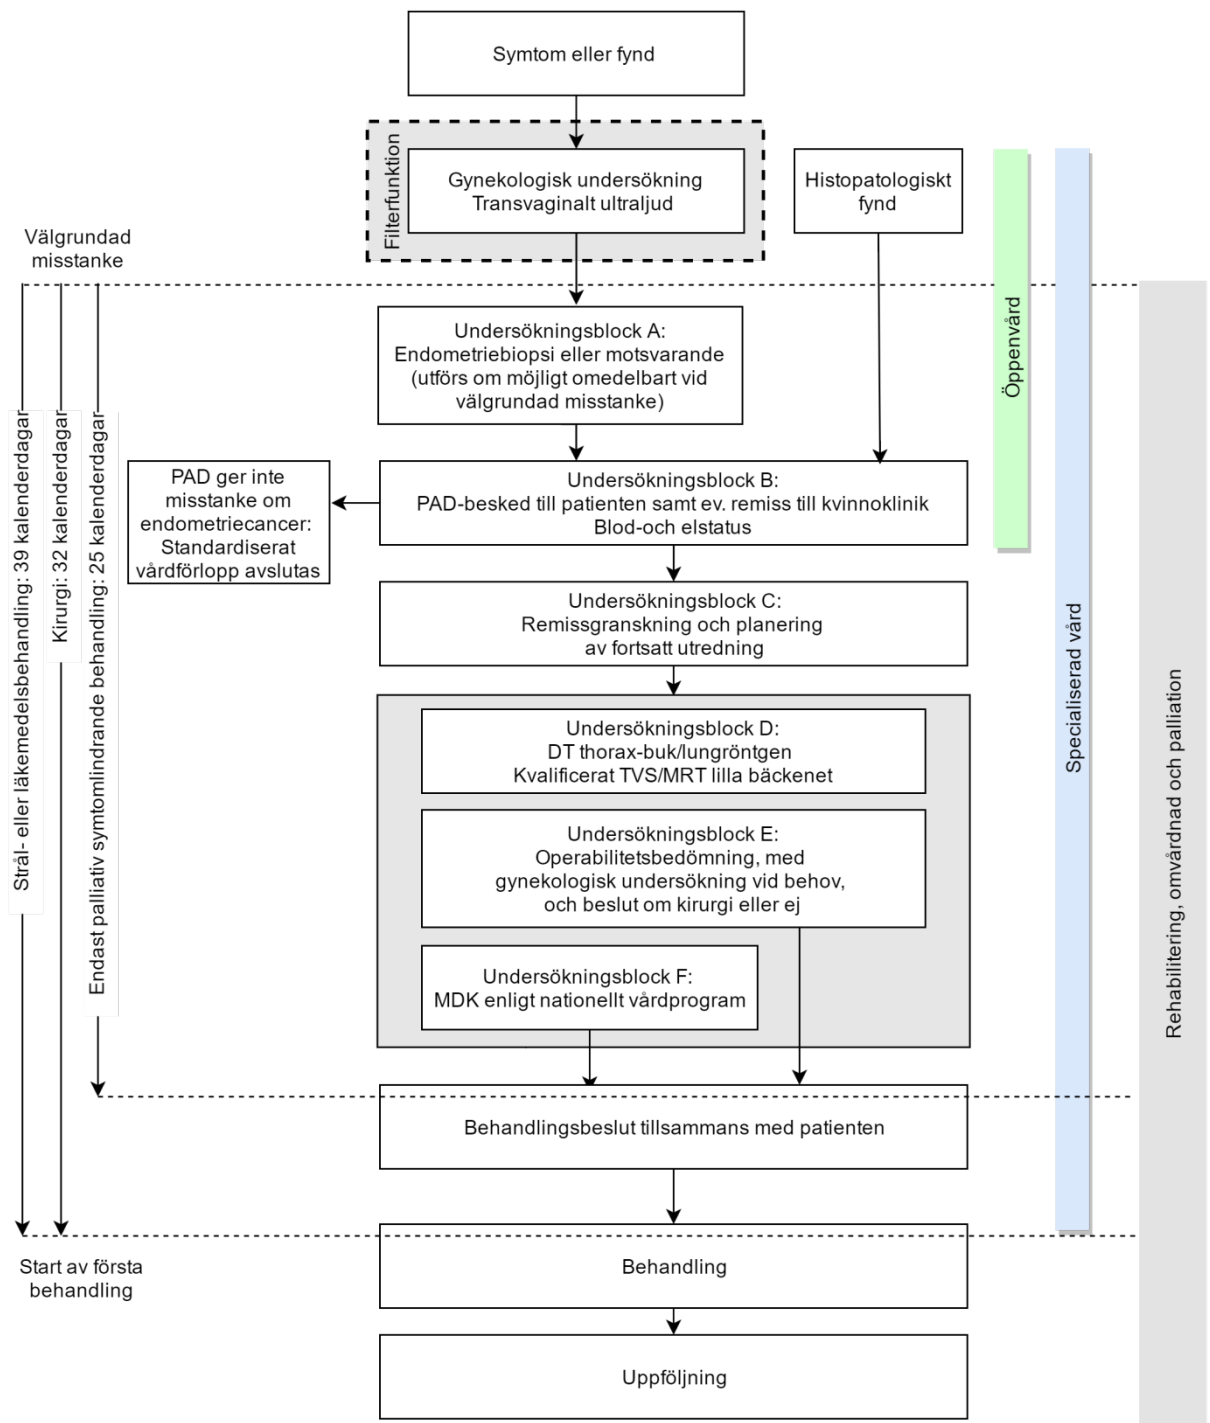 Symtom eller fynd
Filterfunktion
Gynekologisk undersökning
Transvaginalt ultraljud
Histopatologiskt
fynd
Välgrundad
misstanke
Undersökningsblock A:
Endometriebiopsi eller motsvarande
(utförs om möjligt omedelbart vid
välgrundad misstanke)
PAD ger inte
misstanke om
endometriecancer:
Standardiserat
vårdförlopp avslutas
Undersökningsblock B:
PAD-besked till patienten samt ev. remiss till kvinnoklinik
Blod-och elstatus
Undersökningsblock C:
Remissgranskning och planering
av fortsatt utredning
Undersökningsblock D:
DT thorax-buk/lungröntgen
Kvalificerat TVS/MRT lilla bäckenet
Undersökningsblock E:
Operabilitetsbedömning, med
gynekologisk undersökning vid behov,
och beslut om kirurgi eller ej
Undersökningsblock F:
MDK enligt nationellt vårdprogram
Behandlingsbeslut tillsammans med patienten
Behandling
Uppföljning
Strål- eller läkemedelsbehandling: 39 kalenderdagar
Kirurgi: 32 kalenderdagar
Endast palliativ symtomlindrande behandling: 25 kalenderdagar
Start av första
behandling
Öppenvård
Specialiserad vård
Rehabilitering, omvårdnad och palliation